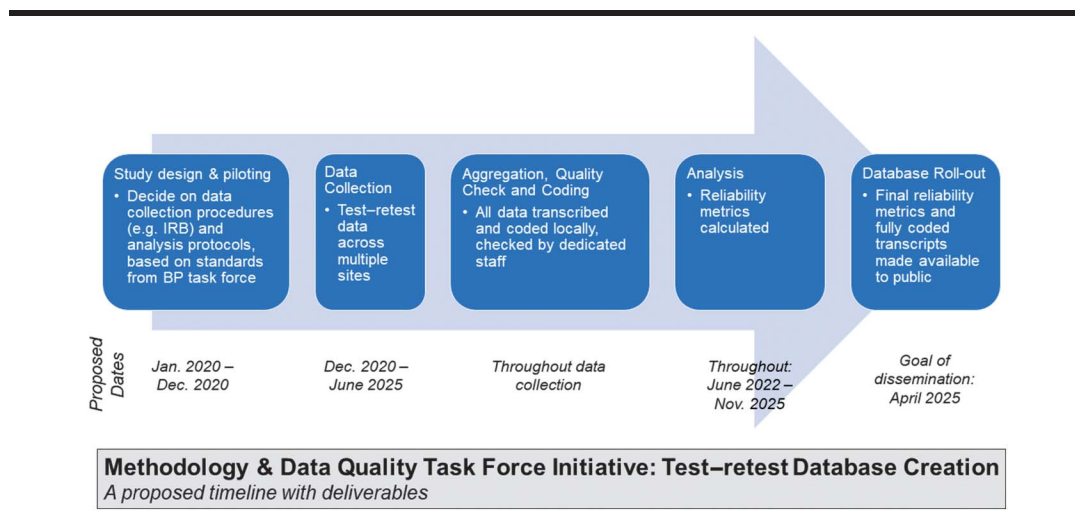 Study design & piloting
• Decide on data
collection procedures
(e.g. IRB) and
analysis protocols,
based on standards
from BP task force
Data
Collection
• Test–retest
data
across
multiple
sites
Aggregation, Quality
Check and Coding
• All data transcribed
and coded locally,
checked by dedicated
staff
Analysis
• Reliability
metrics
calculated
Database Roll-out
• Final reliability
metrics and
fully coded
transcripts
made available
to public
Proposed
Dates
Jan. 2020 –
Dec. 2020
Dec. 2020 –
June 2025
Throughout data
collection
Throughout:
June 2022 –
Nov. 2025
Goal of
dissemination:
April 2025
Methodology & Data Quality Task Force Initiative: Test–retest Database Creation
A proposed timeline with deliverables